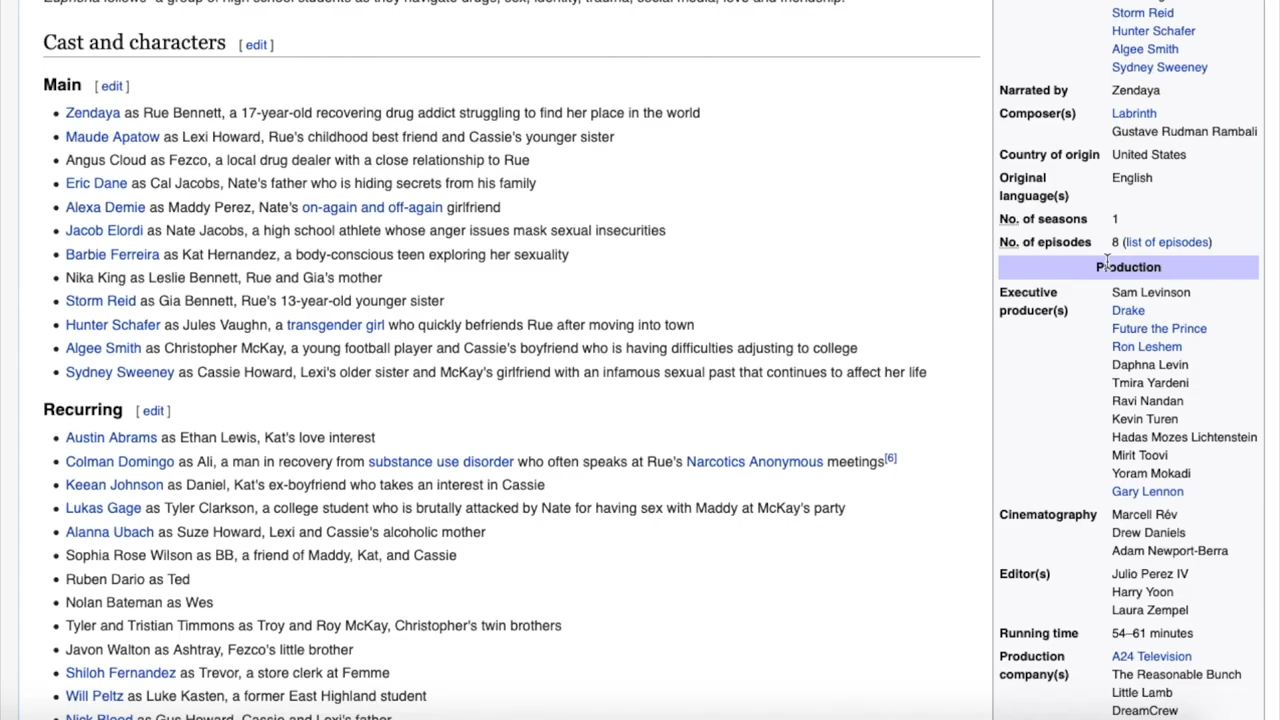 Euphoria follows "a group of high school students as they navigate drugs, sex, identity, trauma, social media, love and friendship.
Cast and characters [ edit ]
Main [ edit ]
• Zendaya as Rue Bennett, a 17-year-old recovering drug addict struggling to find her place in the world
• Maude Apatow as Lexi Howard, Rue's childhood best friend and Cassie's younger sister
• Angus Cloud as Fezco, a local drug dealer with a close relationship to Rue
• Eric Dane as Cal Jacobs, Nate's father who is hiding secrets from his family
• Alexa Demie as Maddy Perez, Nate's on-again and off-again girlfriend
• Jacob Elordi as Nate Jacobs, a high school athlete whose anger issues mask sexual insecurities
• Barbie Ferreira as Kat Hernandez, a body-conscious teen exploring her sexuality
• Nika King as Leslie Bennett, Rue and Gia's mother
• Storm Reid as Gia Bennett, Rue's 13-year-old younger sister
• Hunter Schafer as Jules Vaughn, a transgender girl who quickly befriends Rue after moving into town
• Algee Smith as Christopher McKay, a young football player and Cassie's boyfriend who is having difficulties adjusting to college
• Sydney Sweeney as Cassie Howard, Lexi's older sister and McKay's girlfriend with an infamous sexual past that continues to affect her life
Recurring [ edit ]
• Austin Abrams as Ethan Lewis, Kat's love interest
• Colman Domingo as Ali, a man in recovery from substance use disorder who often speaks at Rue's Narcotics Anonymous meetings[6]
• Keean Johnson as Daniel, Kat's ex-boyfriend who takes an interest in Cassie
• Lukas Gage as Tyler Clarkson, a college student who is brutally attacked by Nate for having sex with Maddy at McKay's party
• Alanna Ubach as Suze Howard, Lexi and Cassie's alcoholic mother
• Sophia Rose Wilson as BB, a friend of Maddy, Kat, and Cassie
• Ruben Dario as Ted
• Nolan Bateman as Wes
• Tyler and Tristian Timmons as Troy and Roy McKay, Christopher's twin brothers
• Javon Walton as Ashtray, Fezco's little brother
• Shiloh Fernandez as Trevor, a store clerk at Femme
• Will Peltz as Luke Kasten, a former East Highland student
• Nick Blood as Gus Howard, Cassie and Lexi's father
Storm Reid
Hunter Schafer
Algee Smith
Sydney Sweeney
Narrated by Zendaya
Composer(s) Labrinth
Gustave Rudman Rambali
Country of origin United States
Original English
language(s)
No. of seasons 1
No. of episodes 8 (list of episodes)
Production
Executive Sam Levinson
producer(s) Drake
Future the Prince
Ron Leshem
Daphna Levin
Tmira Yardeni
Ravi Nandan
Kevin Turen
Hadas Mozes Lichtenstein
Mirit Toovi
Yoram Mokadi
Gary Lennon
Cinematography Marcell Rév
Drew Daniels
Adam Newport-Berra
Editor(s) Julio Perez IV
Harry Yoon
Laura Zempel
Running time 54–61 minutes
Production A24 Television
company(s) The Reasonable Bunch
Little Lamb
DreamCrew